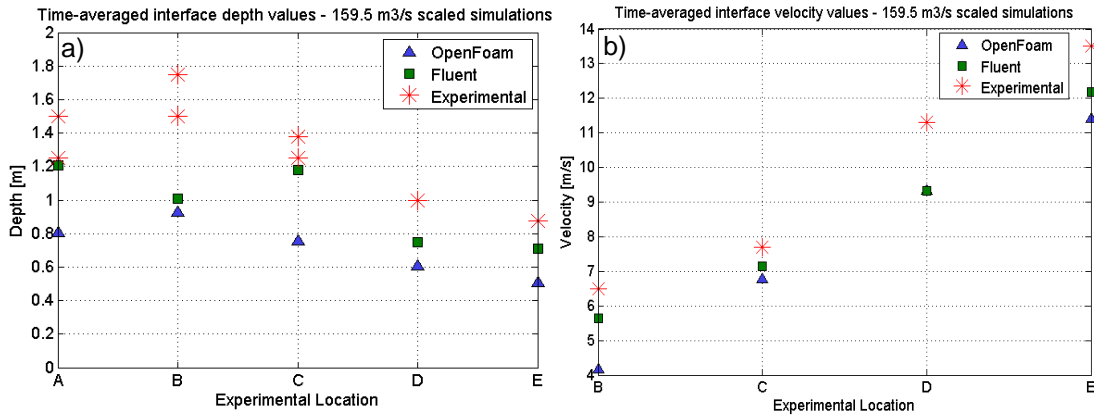 Time-averaged interface depth values - 159.5 m3/s scaled simulations
a)
OpenFoam
Fluent
Experimental
2
1.8
1.6
1.4
1.2
1
0.8
0.6
0.4
0.2
0
Depth [m]
A B C D E
Experimental Location
Time-averaged interface velocity values - 159.5 m3/s scaled simulations
b)
OpenFoam
Fluent
Experimental
14
13
12
11
10
9
8
7
6
5
4
Velocity [m/s]
B C D E
Experimental Location